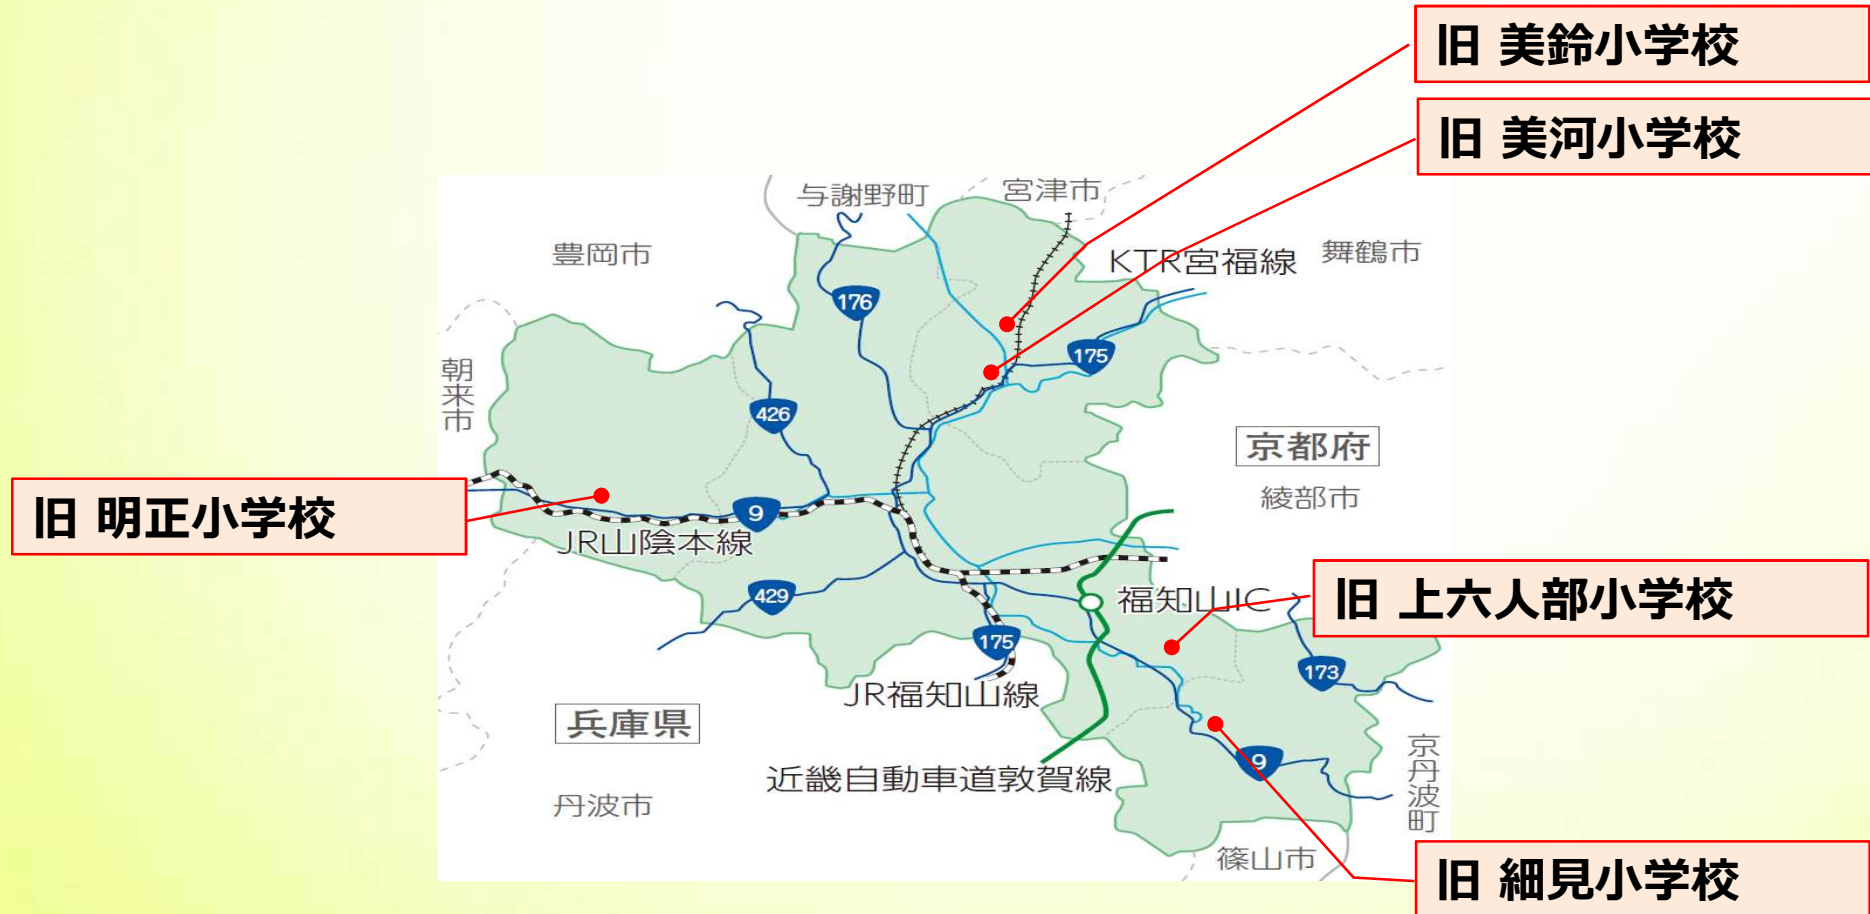 旧 美鈴小学校
旧 美河小学校
与謝野町
宮津市
豊岡市
KTR宮福線
舞鶴市
176
175
朝来市
426
京都府
綾部市
旧 明正小学校
9
JR山陰本線
429
福知山IC
旧 上六人部小学校
175
173
JR福知山線
兵庫県
近畿自動車道敦賀線
9
京丹波町
丹波市
篠山市
旧 細見小学校